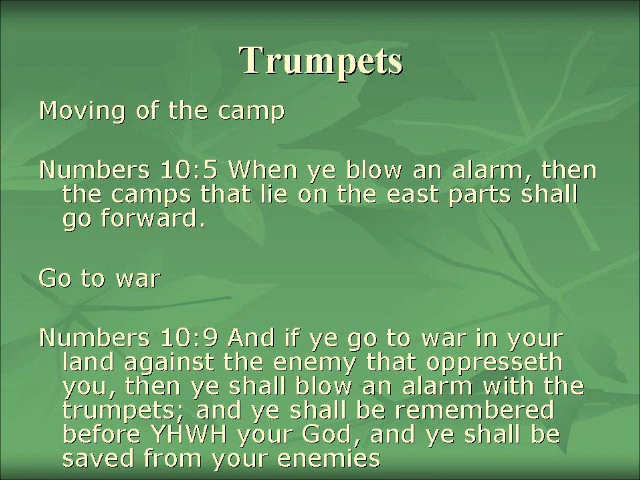 Trumpets
Moving of the camp
Numbers 10:5 When ye blow an alarm, then
the camps that lie on the east parts shall
go forward.
Go to war
Numbers 10:9 And if ye go to war in your
land against the enemy that oppresseth
you, then ye shall blow an alarm with the
trumpets; and ye shall be remembered
before YHWH your God, and ye shall be
saved from your enemies